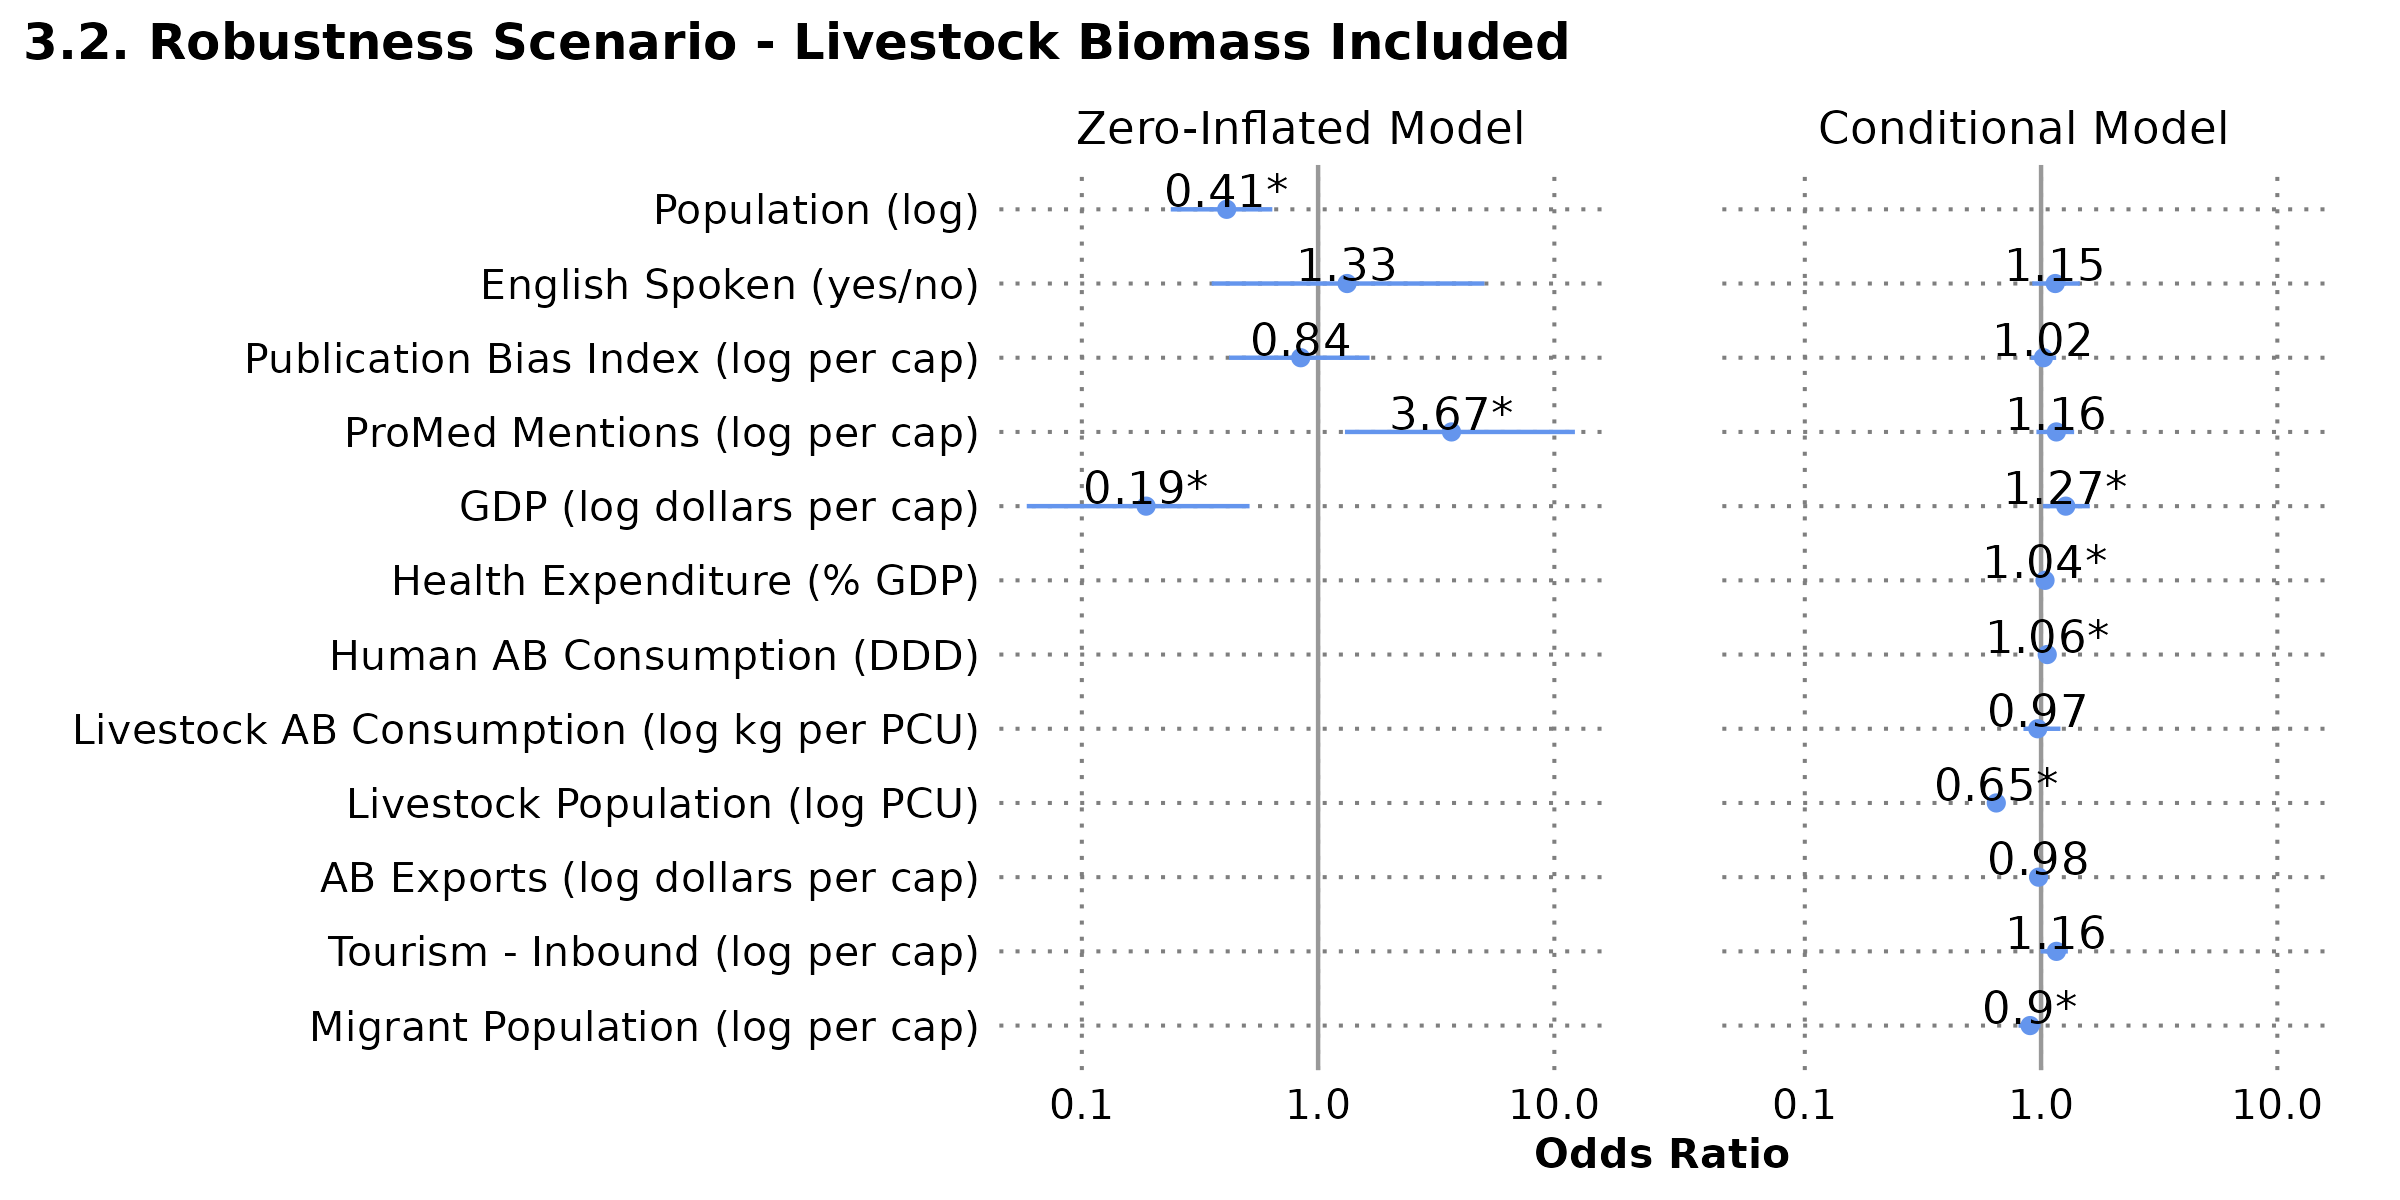 3.2. Robustness Scenario - Livestock Biomass Included
Zero-Inflated Model Conditional Model
Population (log) 0.41*
English Spoken (yes/no) 1.33 1.15
Publication Bias Index (log per cap) 0.84 1.02
ProMed Mentions (log per cap) 3.67* 1.16
GDP (log dollars per cap) 0.19* 1.27*
Health Expenditure (% GDP) 1.04*
Human AB Consumption (DDD) 1.06*
Livestock AB Consumption (log kg per PCU) 0.97
Livestock Population (log PCU) 0.65*
AB Exports (log dollars per cap) 0.98
Tourism - Inbound (log per cap) 1.16
Migrant Population (log per cap) 0.9*
0.1 1.0 10.0 0.1 1.0 10.0
Odds Ratio